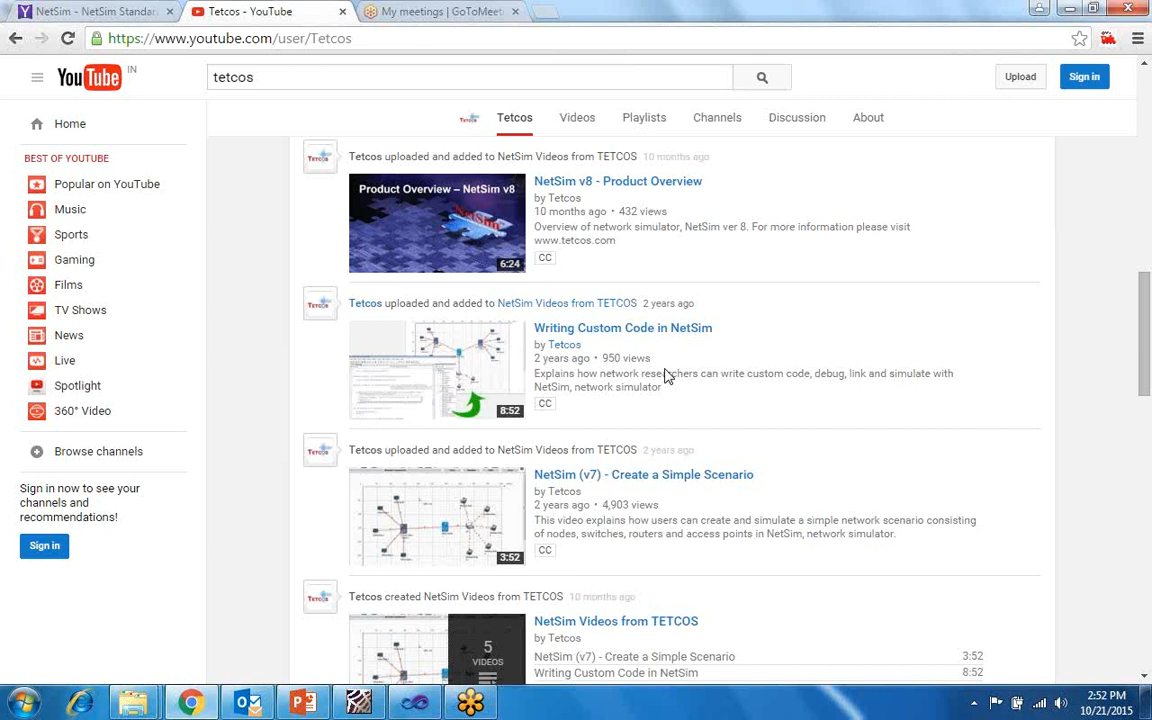 NetSim - NetSim Standar
Tetcos - YouTube
My meetings | GoToMeeti
https://www.youtube.com/user/Tetcos
YouTube IN
tetcos
Upload
Sign in
Tetcos
Videos
Playlists
Channels
Discussion
About
Home
BEST OF YOUTUBE
Popular on YouTube
Music
Sports
Gaming
Films
TV Shows
News
Live
Spotlight
360° Video
Browse channels
Sign in now to see your
channels and
recommendations!
Sign in
Tetcos uploaded and added to NetSim Videos from TETCOS 10 months ago
Product Overview – NetSim v8
NetSim
6:24
NetSim v8 - Product Overview
by Tetcos
10 months ago • 432 views
Overview of network simulator, NetSim ver 8. For more information please visit
www.tetcos.com
CC
Tetcos uploaded and added to NetSim Videos from TETCOS 2 years ago
8:52
Writing Custom Code in NetSim
by Tetcos
2 years ago • 950 views
Explains how network researchers can write custom code, debug, link and simulate with
NetSim, network simulator
CC
Tetcos uploaded and added to NetSim Videos from TETCOS 2 years ago
3:52
NetSim (v7) - Create a Simple Scenario
by Tetcos
2 years ago • 4,903 views
This video explains how users can create and simulate a simple network scenario consisting
of nodes, switches, routers and access points in NetSim, network simulator.
CC
Tetcos created NetSim Videos from TETCOS 10 months ago
5
VIDEOS
NetSim Videos from TETCOS
by Tetcos
NetSim (v7) - Create a Simple Scenario 3:52
Writing Custom Code in NetSim 8:52
2:52 PM
10/21/2015